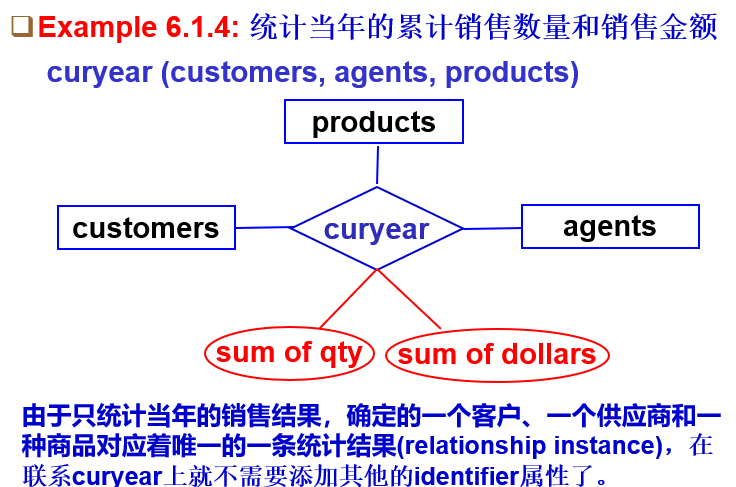 Example 6.1.4: 统计当年的累计销售数量和销售金额
curyear (customers, agents, products)
products
customers
curyear
agents
sum of qty
sum of dollars
由于只统计当年的销售结果，确定的一个客户、一个供应商和一
种商品对应着唯一的一条统计结果(relationship instance)，在
联系curyear上就不需要添加其他的identifier属性了。